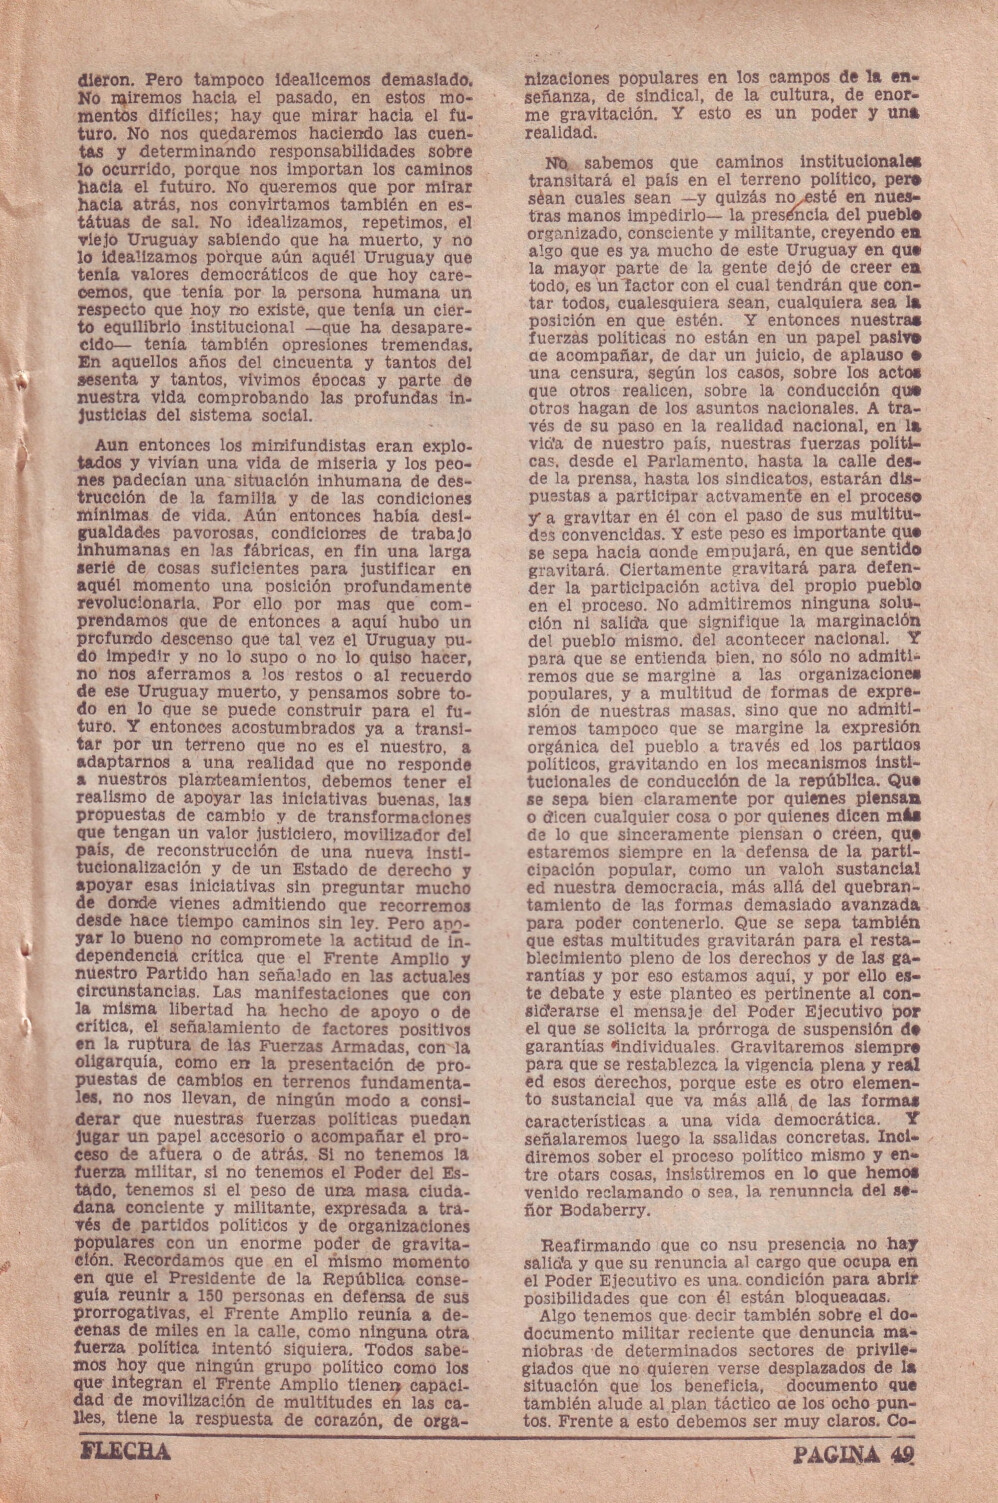 dieron. Pero tampoco idealicemos demasiado.
No miremos hacia el pasado, en estos mo-
mentos difíciles; hay que mirar hacia el fu-
turo. No nos quedaremos haciendo las cuen-
tas y determinando responsabilidades sobre
lo ocurrido, porque nos importan los caminos
hacia el futuro. No queremos que por mirar
hacia atrás, nos convirtamos también en es-
tátuas de sal. No idealizamos, repetimos, el
viejo Uruguay sabiendo que ha muerto, y no
lo idealizamos porque aún aquél Uruguay que
tenía valores democráticos de que hoy care-
cemos, que tenía por la persona humana un
respecto que hoy no existe, que tenía un cier-
to equilibrio institucional —que ha desapare-
cido— tenía también opresiones tremendas.
En aquellos años del cincuenta y tantos del
sesenta y tantos, vivimos épocas y parte de
nuestra vida comprobando las profundas in-
justicias del sistema social.
Aun entonces los minifundistas eran explo-
tados y vivían una vida de miseria y los peo-
nes padecían una situación inhumana de des-
trucción de la familia y de las condiciones
mínimas de vida. Aún entonces había desi-
gualdades pavorosas, condiciones de trabajo
inhumanas en las fábricas, en fin una larga
serie de cosas suficientes para justificar en
aquél momento una posición profundamente
revolucionaria. Por ello por mas que com-
prendamos que de entonces a aquí hubo un
profundo descenso que tal vez el Uruguay pu-
do impedir y no lo supo o no lo quiso hacer,
no nos aferramos a los restos o al recuerdo
de ese Uruguay muerto, y pensamos sobre to-
do en lo que se puede construir para el fu-
turo. Y entonces acostumbrados ya a transi-
tar por un terreno que no es el nuestro, a
adaptarnos a una realidad que no responde
a nuestros planteamientos, debemos tener el
realismo de apoyar las iniciativas buenas, las
propuestas de cambio y de transformaciones
que tengan un valor justiciero, movilizador del
país, de reconstrucción de una nueva insti-
tucionalización y de un Estado de derecho y
apoyar esas iniciativas sin preguntar mucho
de donde vienes admitiendo que recorremos
desde hace tiempo caminos sin ley. Pero apo-
yar lo bueno no compromete la actitud de in-
dependencia crítica que el Frente Amplio y
nuestro Partido han señalado en las actuales
circunstancias. Las manifestaciones que con
la misma libertad ha hecho de apoyo o de
crítica, el señalamiento de factores positivos
en la ruptura de las Fuerzas Armadas, con la
oligarquía, como en la presentación de pro-
puestas de cambios en terrenos fundamenta-
les, no nos llevan, de ningún modo a consi-
derar que nuestras fuerzas políticas puedan
jugar un papel accesorio o acompañar el pro-
ceso de afuera o de atrás. Si no tenemos la
fuerza militar, si no tenemos el Poder del Es-
tado, tenemos si el peso de una masa ciuda-
dana conciente y militante, expresada a tra-
vés de partidos políticos y de organizaciones
populares con un enorme poder de gravita-
ción. Recordamos que en el mismo momento
en que el Presidente de la República conse-
guía reunir a 150 personas en defensa de sus
prorrogativas, el Frente Amplio reunía a de-
cenas de miles en la calle, como ninguna otra
fuerza política intentó siquiera. Todos sabe-
mos hoy que ningún grupo político como los
que integran el Frente Amplio tienen capaci-
dad de movilización de multitudes en las ca-
lles, tiene la respuesta de corazón, de orga-
nizaciones populares en los campos de la en-
señanza, de sindical, de la cultura, de enor-
me gravitación. Y esto es un poder y una
realidad.
No sabemos que caminos institucionales
transitará el país en el terreno político, pero
sean cuales sean —y quizás no esté en nues-
tras manos impedirlo— la presencia del pueblo
organizado, consciente y militante, creyendo en
algo que es ya mucho de este Uruguay en que
la mayor parte de la gente dejó de creer en
todo, es un factor con el cual tendrán que con-
tar todos, cualesquiera sean, cualquiera sea la
posición en que estén. Y entonces nuestras
fuerzas políticas no están en un papel pasivo
de acompañar, de dar un juicio, de aplauso o
una censura, según los casos, sobre los actos
que otros realicen, sobre la conducción que
otros hagan de los asuntos nacionales. A tra-
vés de su paso en la realidad nacional, en la
vida de nuestro país, nuestras fuerzas políti-
cas, desde el Parlamento, hasta la calle des-
de la prensa, hasta los sindicatos, estarán dis-
puestas a participar actvamente en el proceso
y a gravitar en él con el paso de sus multitu-
des convencidas. Y este peso es importante que
se sepa hacia donde empujará, en que sentido
gravitará. Ciertamente gravitará para defen-
der la participación activa del propio pueblo
en el proceso. No admitiremos ninguna solu-
ción ni salida que signifique la marginación
del pueblo mismo, del acontecer nacional. Y
para que se entienda bien, no sólo no admiti-
remos que se margine a las organizaciones
populares, y a multitud de formas de expre-
sión de nuestras masas, sino que no admiti-
remos tampoco que se margine la expresión
orgánica del pueblo a través ed los partidos
políticos, gravitando en los mecanismos insti-
tucionales de conducción de la república. Que
se sepa bien claramente por quienes piensan
o dicen cualquier cosa o por quienes dicen más
de lo que sinceramente piensan o créen, que
estaremos siempre en la defensa de la parti-
cipación popular, como un valoh sustancial
ed nuestra democracia, más allá del quebran-
tamiento de las formas demasiado avanzada
para poder contenerlo. Que se sepa también
que estas multitudes gravitarán para el resta-
blecimiento pleno de los derechos y de las ga-
rantías y por eso estamos aquí, y por ello es-
te debate y este planteo es pertinente al con-
siderarse el mensaje del Poder Ejecutivo por
el que se solicita la prórroga de suspensión de
garantías individuales. Gravitaremos siempre
para que se restablezca la vigencia plena y real
ed esos derechos, porque este es otro elemen-
to sustancial que va más allá de las formas
características a una vida democrática. Y
señalaremos luego la ssalidas concretas. Inci-
diremos sober el proceso político mismo y en-
tre otars cosas, insistiremos en lo que hemos
venido reclamando o sea, la renunncia del se-
ñor Bodaberry.
Reafirmando que co nsu presencia no hay
salida y que su renuncia al cargo que ocupa en
el Poder Ejecutivo es una condición para abrir
posibilidades que con él están bloqueadas.
Algo tenemos que decir también sobre el do-
documento militar reciente que denuncia ma-
niobras de determinados sectores de privile-
giados que no quieren verse desplazados de la
situación que los beneficia, documento que
también alude al plan táctico de los ocho pun-
tos. Frente a esto debemos ser muy claros. Co-
FLECHA
PAGINA 49